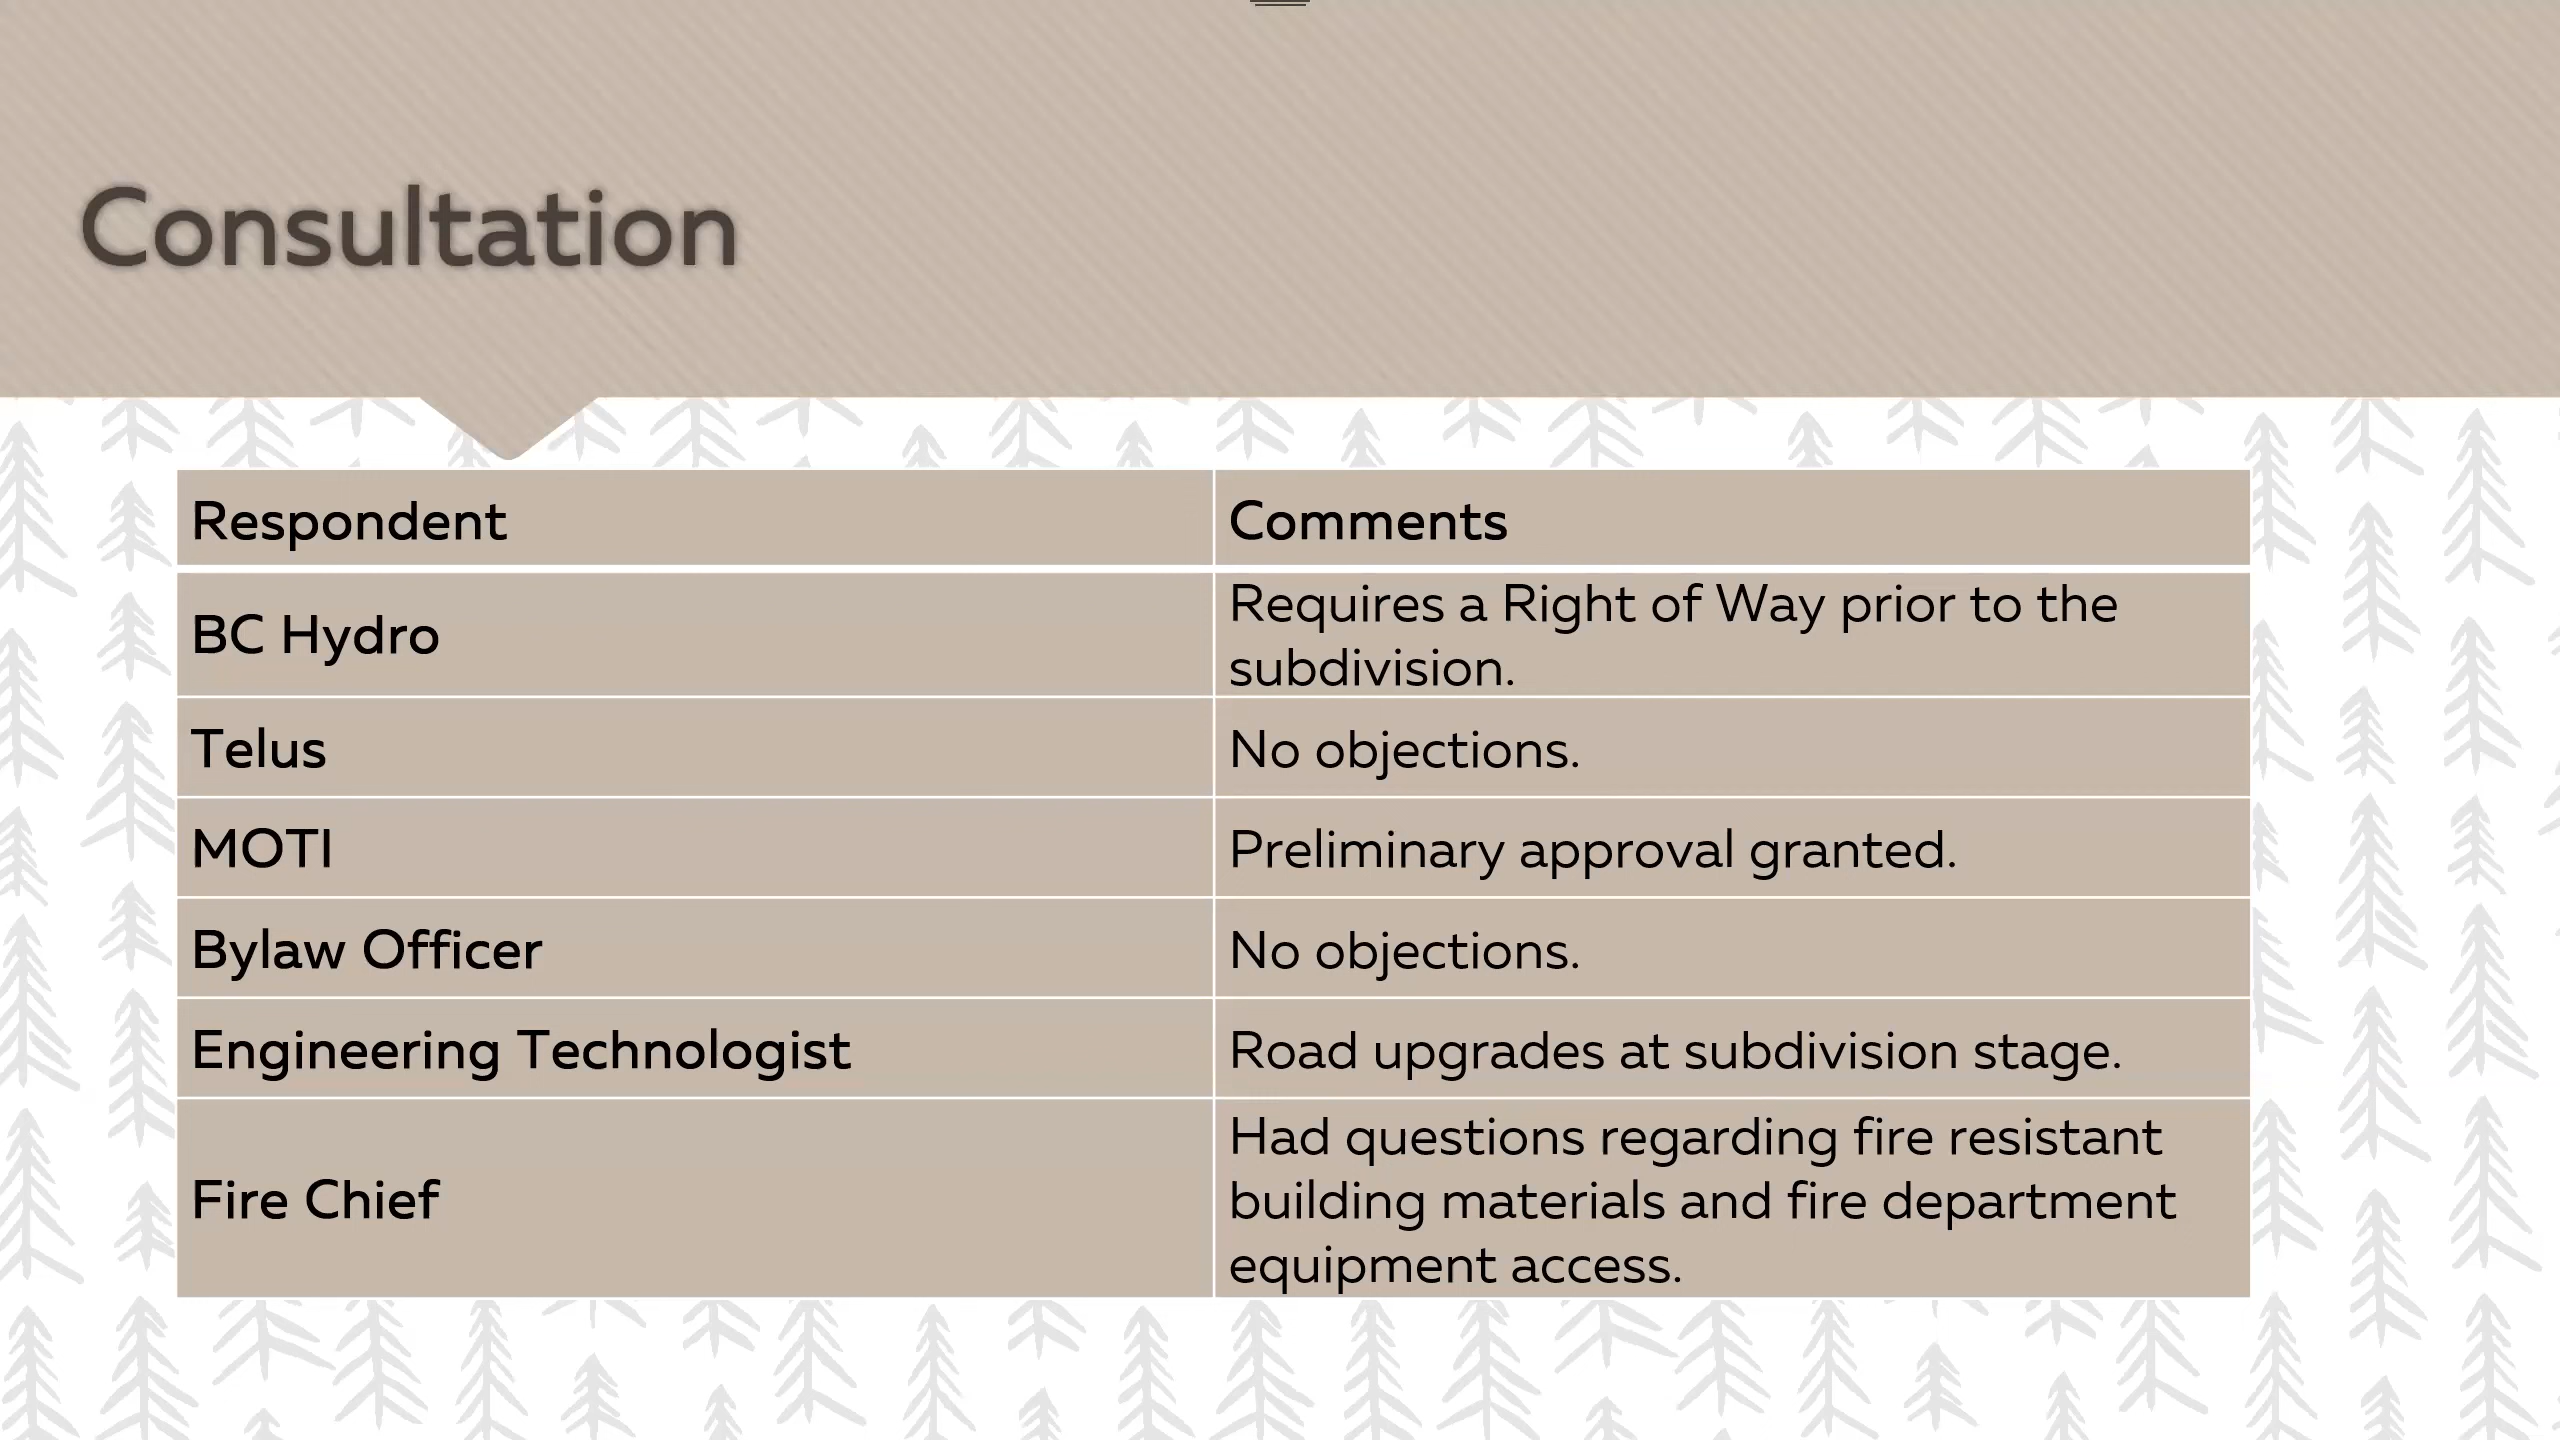 Consultation
Respondent
Comments
BC Hydro
Requires a Right of Way prior to the
subdivision.
Telus
No objections.
MOTI
Preliminary approval granted.
Bylaw Officer
No objections.
Engineering Technologist
Road upgrades at subdivision stage.
Fire Chief
Had questions regarding fire resistant
building materials and fire department
equipment access.